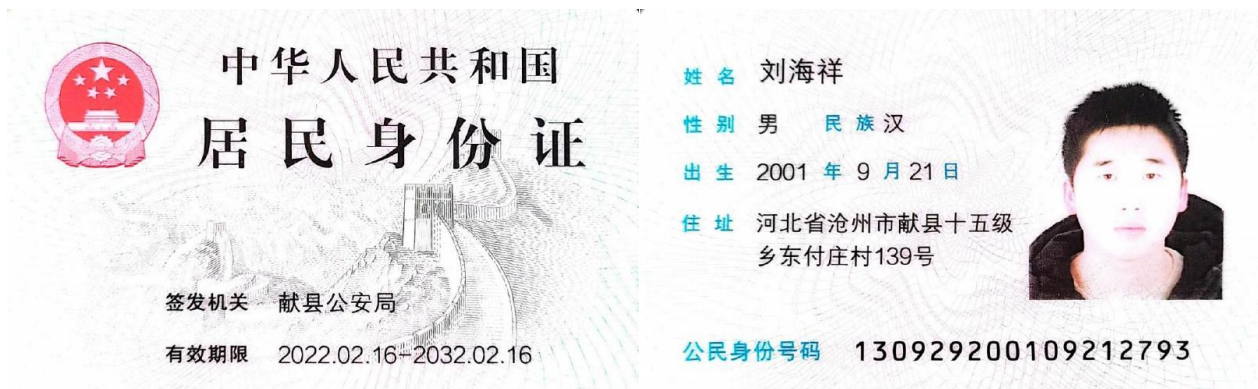 中华人民共和国
居民身份证
签发机关 献县公安局
有效期限 2022.02.16-2032.02.16
姓名 刘海祥
性别 男 民族 汉
出生 2001 年 9 月 21 日
住址 河北省沧州市献县十五级
乡东付庄村139号
公民身份号码 130929200109212793